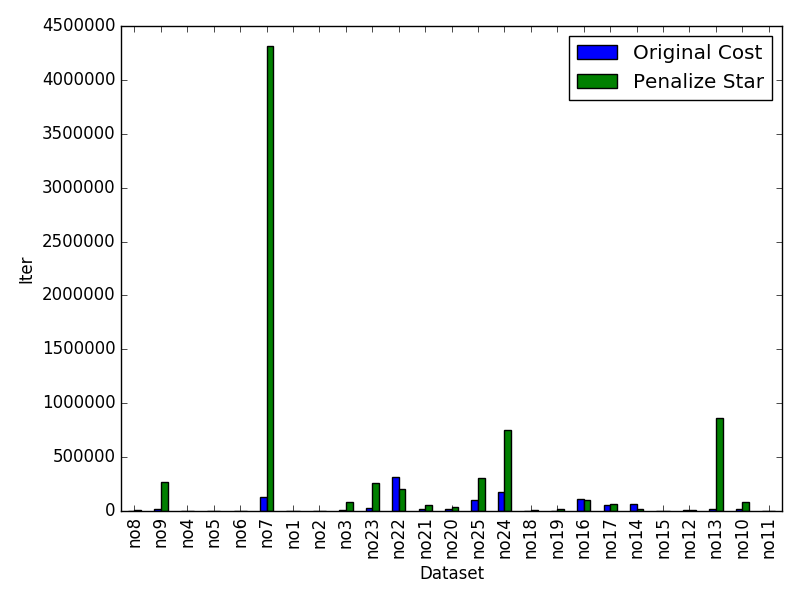 4500000
4000000
3500000
3000000
2500000
2000000
1500000
1000000
500000
0
Iter
Original Cost
Penalize Star
no8
no9
no4
no5
no6
no7
no1
no2
no3
no23
no22
no21
no20
no25
no24
no18
no19
no16
no17
no14
no15
no12
no13
no10
no11
Dataset